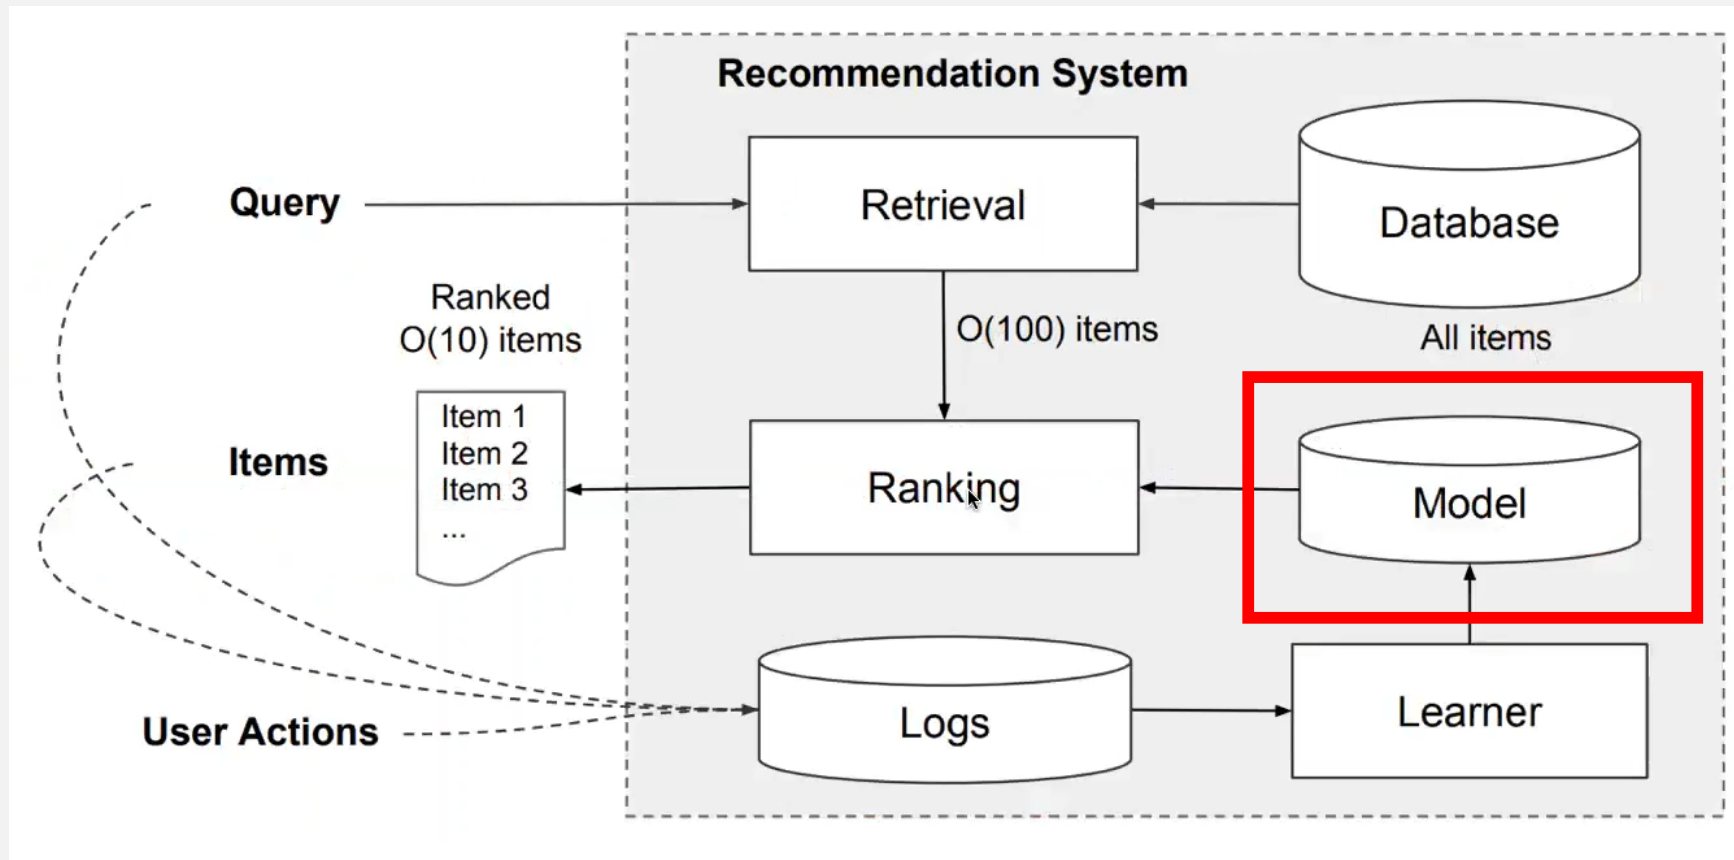 Recommendation System
Query
Retrieval
Database
Ranked
O(10) items
O(100) items
All items
Items
Item 1
Item 2
Item 3
...
Ranking
Model
User Actions
Logs
Learner